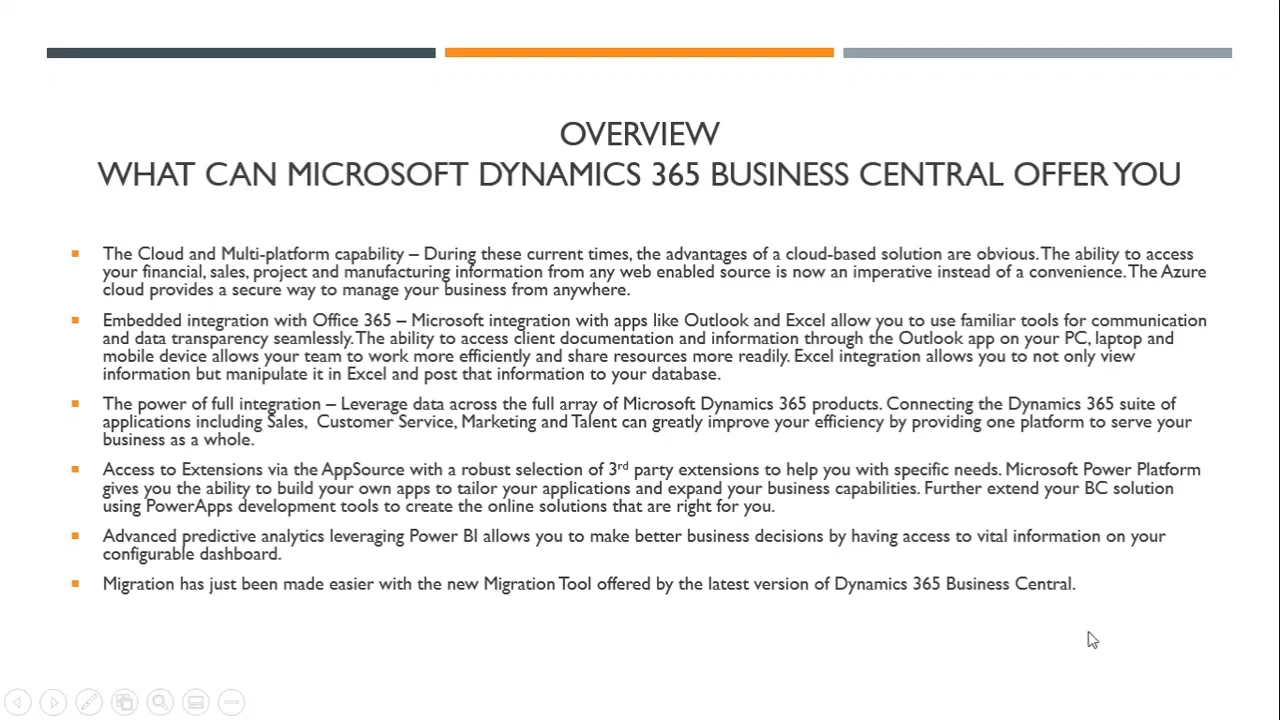 OVERVIEW
WHAT CAN MICROSOFT DYNAMICS 365 BUSINESS CENTRAL OFFER YOU
The Cloud and Multi-platform capability – During these current times, the advantages of a cloud-based solution are obvious. The ability to access
your financial, sales, project and manufacturing information from any web enabled source is now an imperative instead of a convenience. The Azure
cloud provides a secure way to manage your business from anywhere.
Embedded integration with Office 365 – Microsoft integration with apps like Outlook and Excel allow you to use familiar tools for communication
and data transparency seamlessly. The ability to access client documentation and information through the Outlook app on your PC, laptop and
mobile device allows your team to work more efficiently and share resources more readily. Excel integration allows you to not only view
information but manipulate it in Excel and post that information to your database.
The power of full integration – Leverage data across the full array of Microsoft Dynamics 365 products. Connecting the Dynamics 365 suite of
applications including Sales, Customer Service, Marketing and Talent can greatly improve your efficiency by providing one platform to serve your
business as a whole.
Access to Extensions via the AppSource with a robust selection of 3rd party extensions to help you with specific needs. Microsoft Power Platform
gives you the ability to build your own apps to tailor your applications and expand your business capabilities. Further extend your BC solution
using PowerApps development tools to create the online solutions that are right for you.
Advanced predictive analytics leveraging Power BI allows you to make better business decisions by having access to vital information on your
configurable dashboard.
Migration has just been made easier with the new Migration Tool offered by the latest version of Dynamics 365 Business Central.